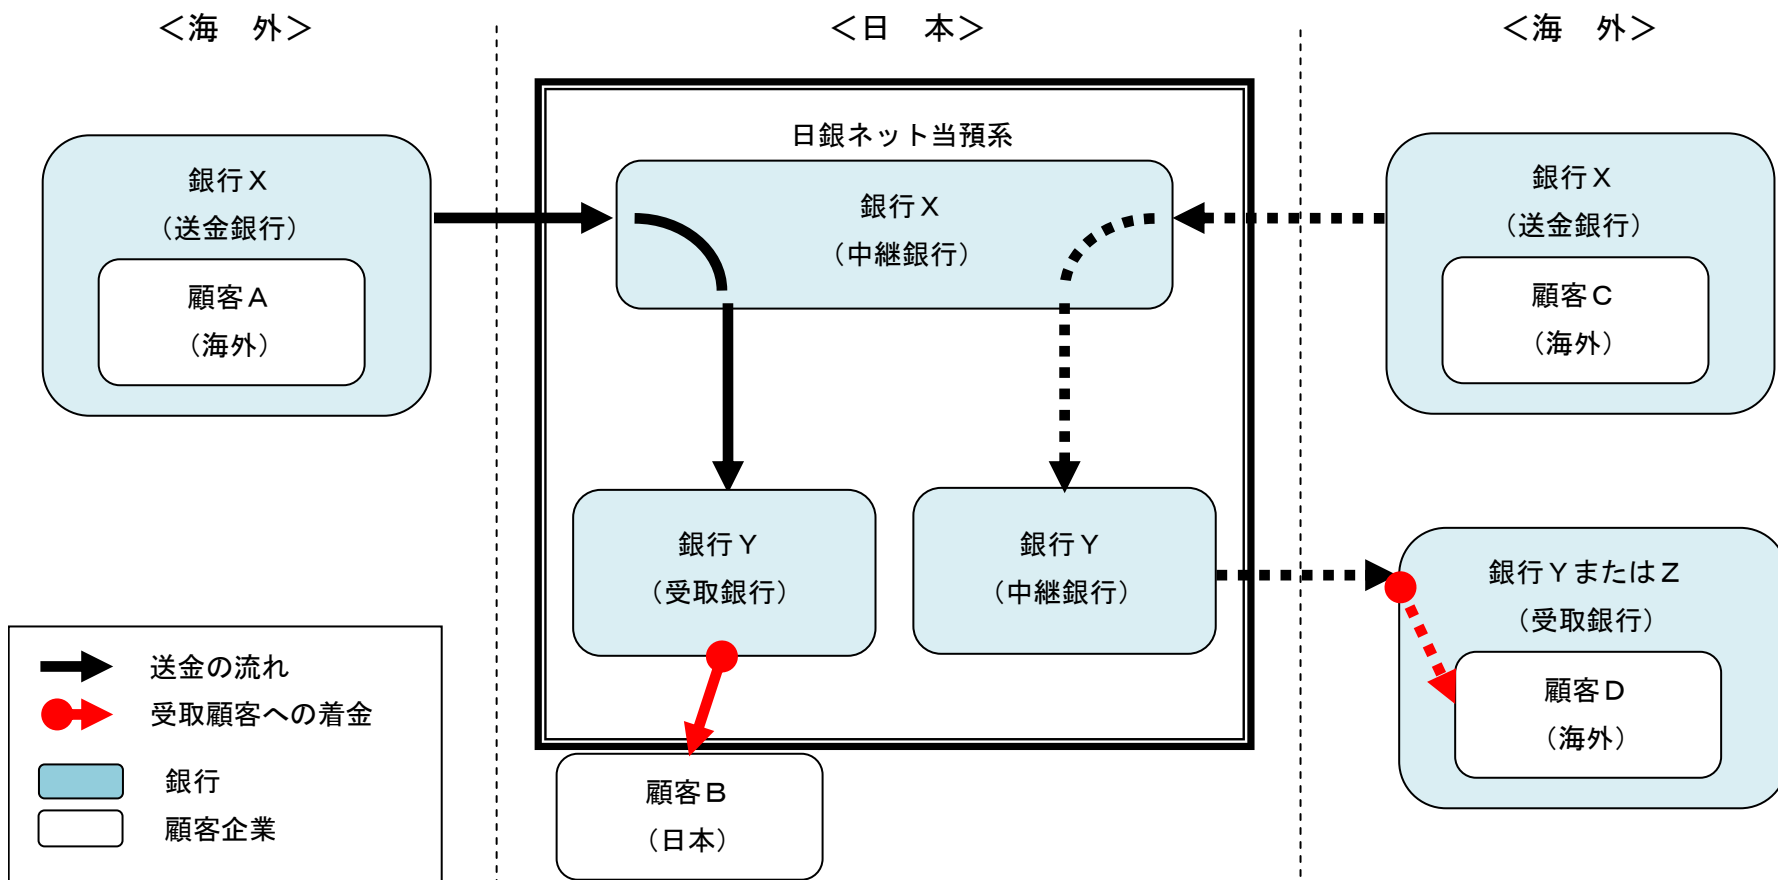 ＜海　外＞
＜日　本＞
＜海　外＞
日銀ネット当預系
銀行Ｘ
（送金銀行）
顧客Ａ
（海外）
銀行Ｘ
（中継銀行）
銀行Ｘ
（送金銀行）
顧客Ｃ
（海外）
銀行Ｙ
（受取銀行）
銀行Ｙ
（中継銀行）
銀行ＹまたはＺ
（受取銀行）
顧客Ｄ
（海外）
顧客Ｂ
（日本）
送金の流れ
受取顧客への着金
銀行
顧客企業